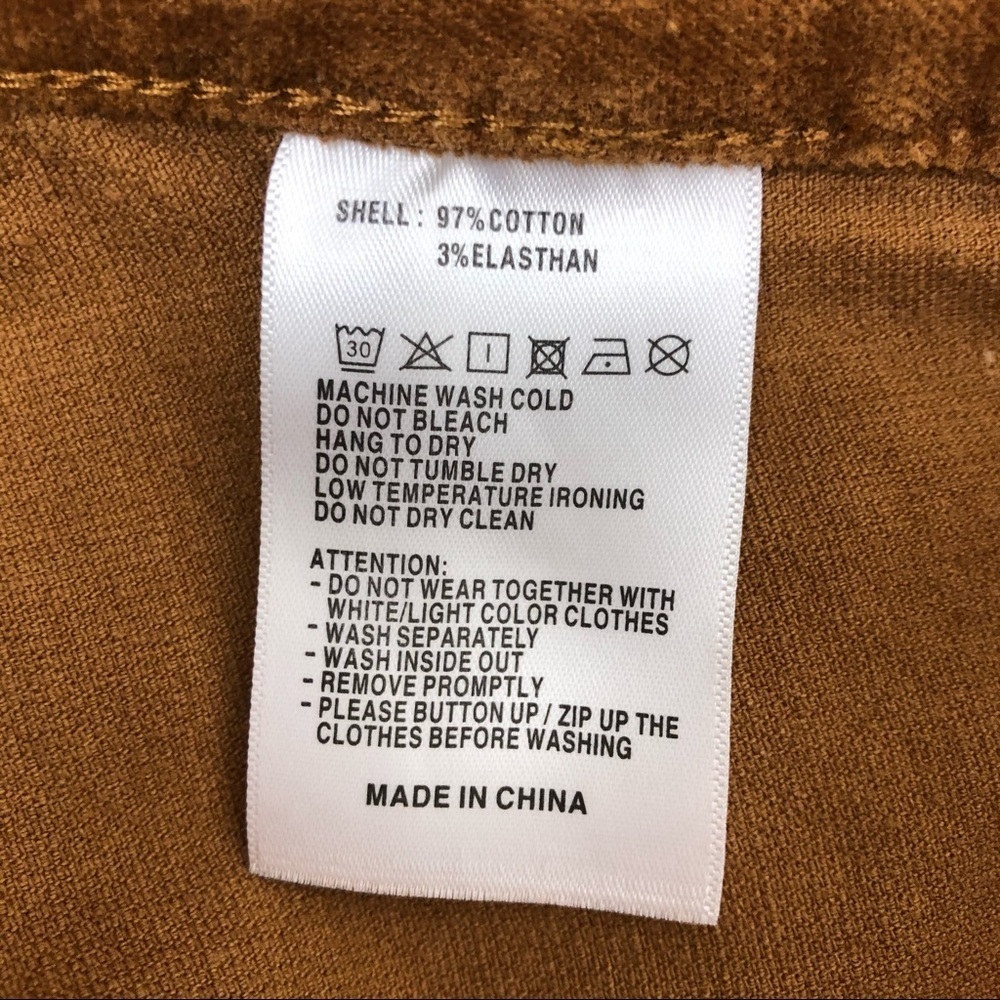 SHELL: 97%COTTON
3%ELASTHAN
30
MACHINE WASH COLD
DO NOT BLEACH
HANG TO DRY
DO NOT TUMBLE DRY
LOW TEMPERATURE IRONING
DO NOT DRY CLEAN
ATTENTION:
- DO NOT WEAR TOGETHER WITH
WHITE/LIGHT COLOR CLOTHES
- WASH SEPARATELY
- WASH INSIDE OUT
- REMOVE PROMPTLY
- PLEASE BUTTON UP / ZIP UP THE
CLOTHES BEFORE WASHING
MADE IN CHINA